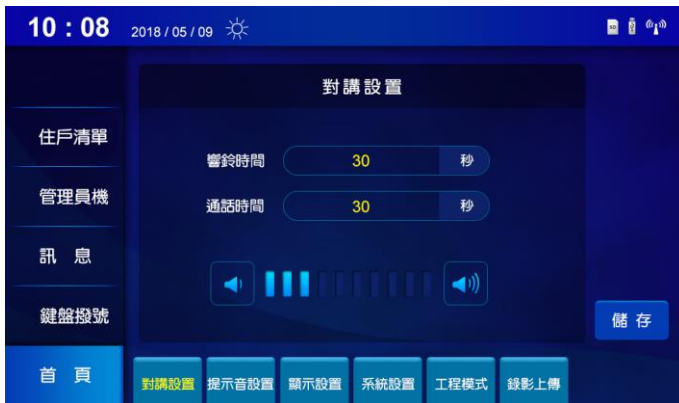 10 : 08 2018 / 05 / 09
對講設置
住戶清單
管理員機
訊 息
鍵盤撥號
首 頁
響鈴時間 30 秒
通話時間 30 秒
儲 存
對講設置 提示音設置 顯示設置 系統設置 工程模式 錄影上傳